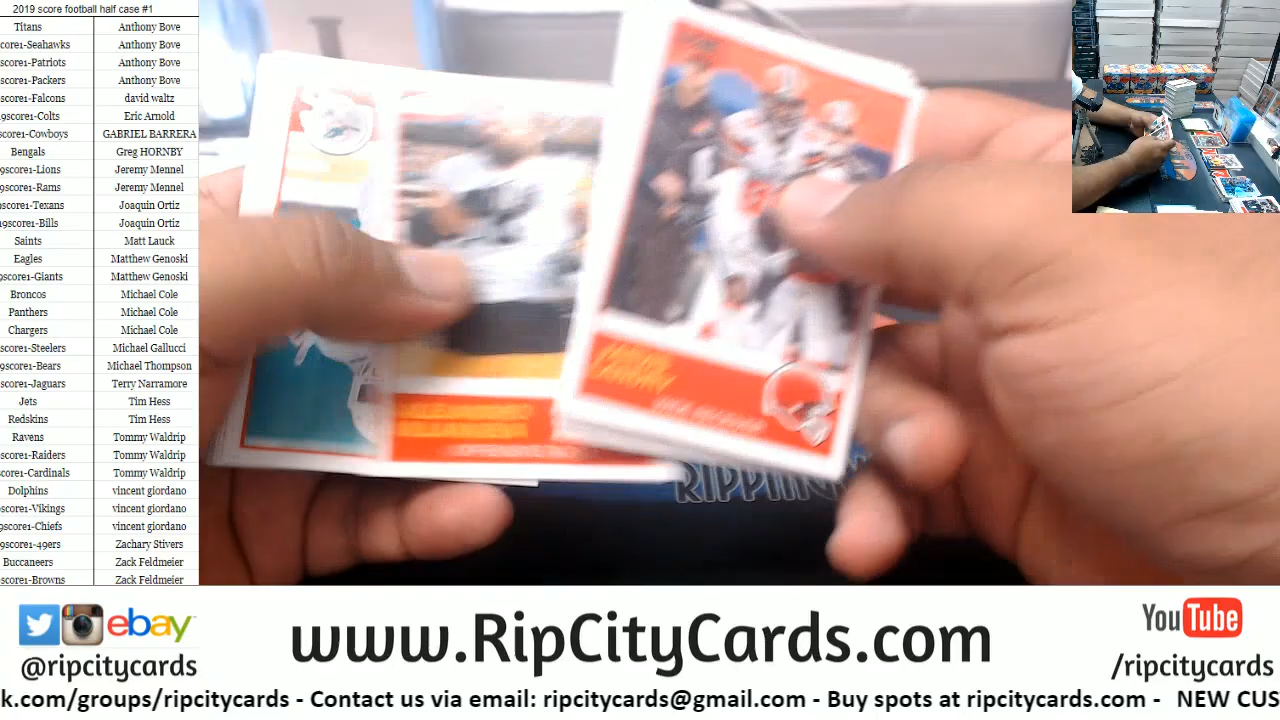 2019 score football half case #1
Titans Anthony Bove
core1-Seahawks Anthony Bove
score1-Patriots Anthony Bove
score1-Packers Anthony Bove
9score1-Falcons david waltz
19score1-Colts Eric Arnold
score1-Cowboys GABRIEL BARRERA
Bengals Greg HORNBY
9score1-Lions Jeremy Mennel
9score1-Rams Jeremy Mennel
9score1-Texans Joaquin Ortiz
19score1-Bills Joaquin Ortiz
Saints Matt Lauck
Eagles Matthew Genoski
9score1-Giants Matthew Genoski
Broncos Michael Cole
Panthers Michael Cole
Chargers Michael Cole
score1-Steelers Michael Gallucci
9score1-Bears Michael Thompson
score1-Jaguars Terry Narramore
Jets Tim Hess
Redskins Tim Hess
Ravens Tommy Waldrip
score1-Raiders Tommy Waldrip
core1-Cardinals Tommy Waldrip
Dolphins vincent giordano
score1-Vikings vincent giordano
9score1-Chiefs vincent giordano
9score1-49ers Zachary Stivers
Buccaneers Zack Feldmeier
score1-Browns Zack Feldmeier
RIPPIN
ebay
@ripcitycards
www.RipCityCards.com
YouTube
/ripcitycards
k.com/groups/ripcitycards - Contact us via email: ripcitycards@gmail.com - Buy spots at ripcitycards.com - NEW CUS